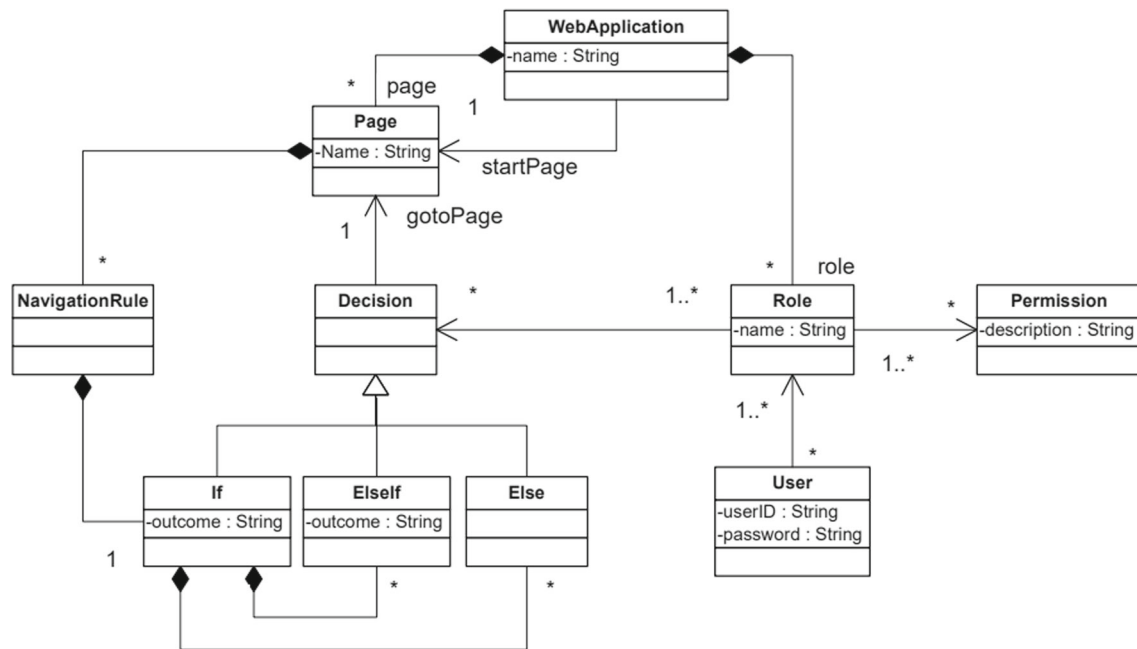 WebApplication
-name : String
* page
1
Page
-Name : String
startPage
gotoPage
1
*
* role
NavigationRule
Decision
*
1..*
Role
-name : String
*
1..*
Permission
-description : String
1..*
*
If
-outcome : String
1
ElseIf
-outcome : String
*
Else
*
User
-userID : String
-password : String